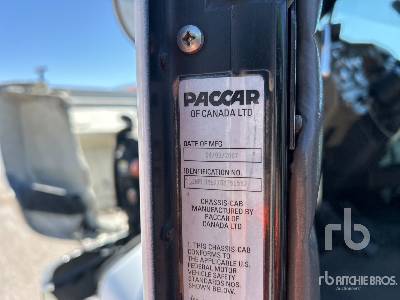 PACCAR
OF CANADA LTD
DATE OF MFG
IDENTIFICATION NO.
CHASSIS-CAB
MANUFACTURED BY
PACCAR OF
CANADA LTD
THIS CHASSIS-CAB
CONFORMS TO
THE APPLICABLE U.S.
FEDERAL MOTOR
VEHICLE SAFETY
STANDARDS NOS.
SHOWN BELOW.
rb
rb RITCHIE BROS.
Auctioneers